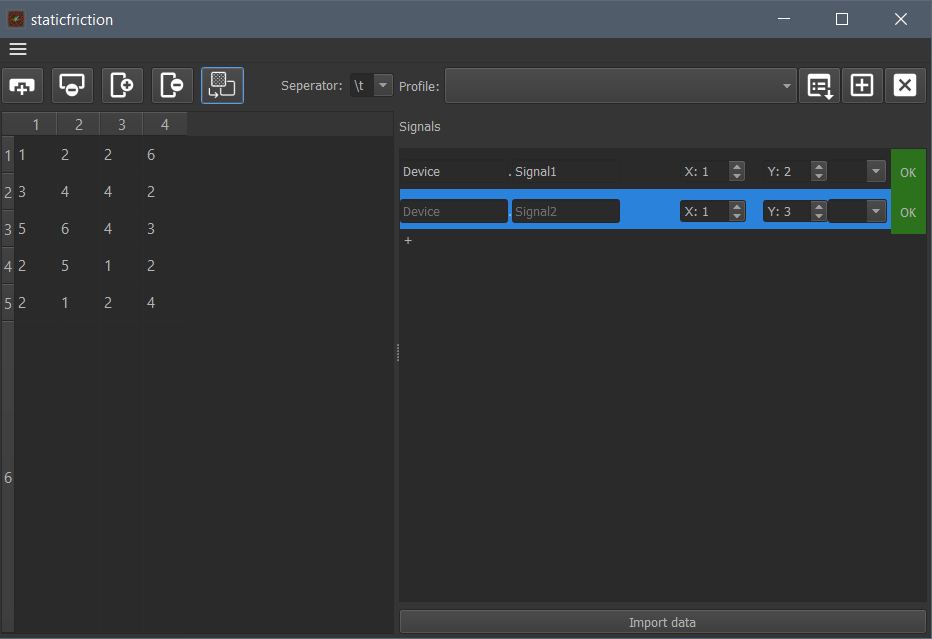 staticfriction
Seperator: \t Profile:
1 2 3 4
1 1 2 2 6
2 3 4 4 2
3 5 6 4 3
4 2 5 1 2
5 2 1 2 4
6
Signals
Device . Signal1 X: 1 Y: 2 OK
Device . Signal2 X: 1 Y: 3 OK
+
Import data